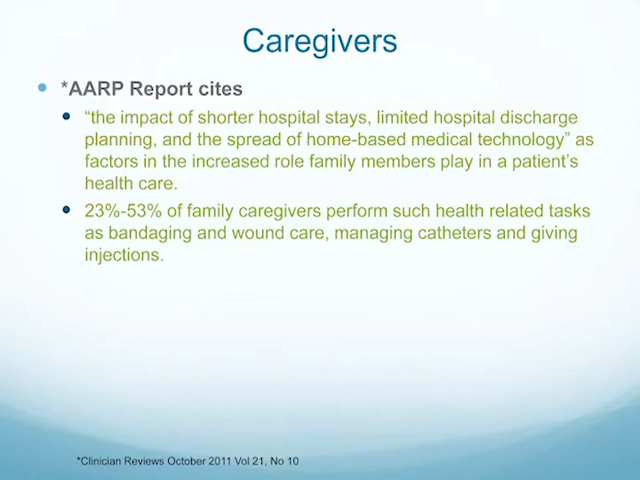 Caregivers
*AARP Report cites
“the impact of shorter hospital stays, limited hospital discharge
planning, and the spread of home-based medical technology” as
factors in the increased role family members play in a patient’s
health care.
23%-53% of family caregivers perform such health related tasks
as bandaging and wound care, managing catheters and giving
injections.
*Clinician Reviews October 2011 Vol 21, No 10